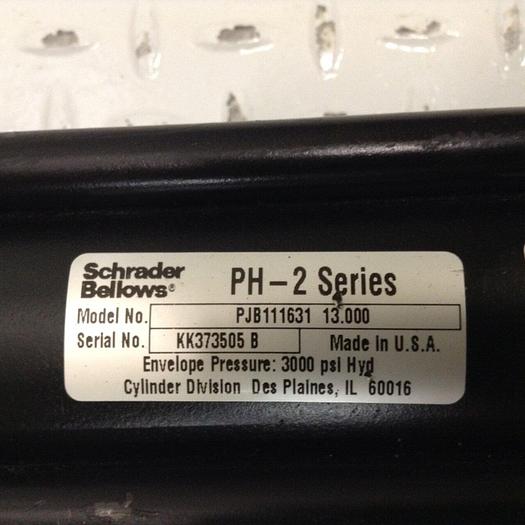 Schrader
Bellows®
PH-2 Series
Model No. PJB111631 13.000
Serial No. KK373505 B Made In U.S.A.
Envelope Pressure: 3000 psi Hyd
Cylinder Division Des Plaines, IL 60016